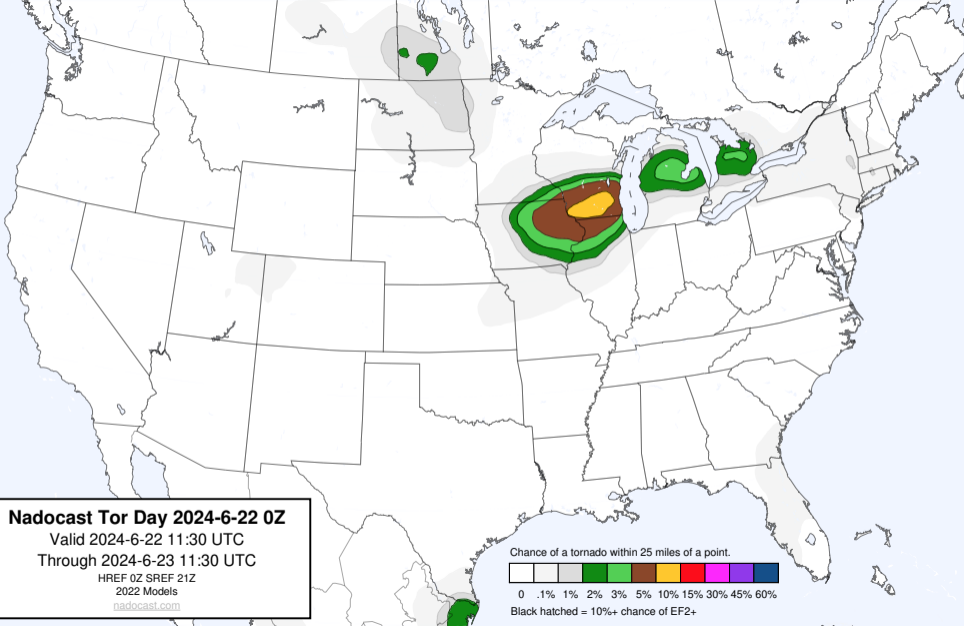 Nadocast Tor Day 2024-6-22 0Z
Valid 2024-6-22 11:30 UTC
Through 2024-6-23 11:30 UTC
HREF 0Z SREF 21Z
2022 Models
nadocast.com
Chance of a tornado within 25 miles of a point.
0 .1% 1% 2% 3% 5% 10% 15% 30% 45% 60%
Black hatched = 10%+ chance of EF2+